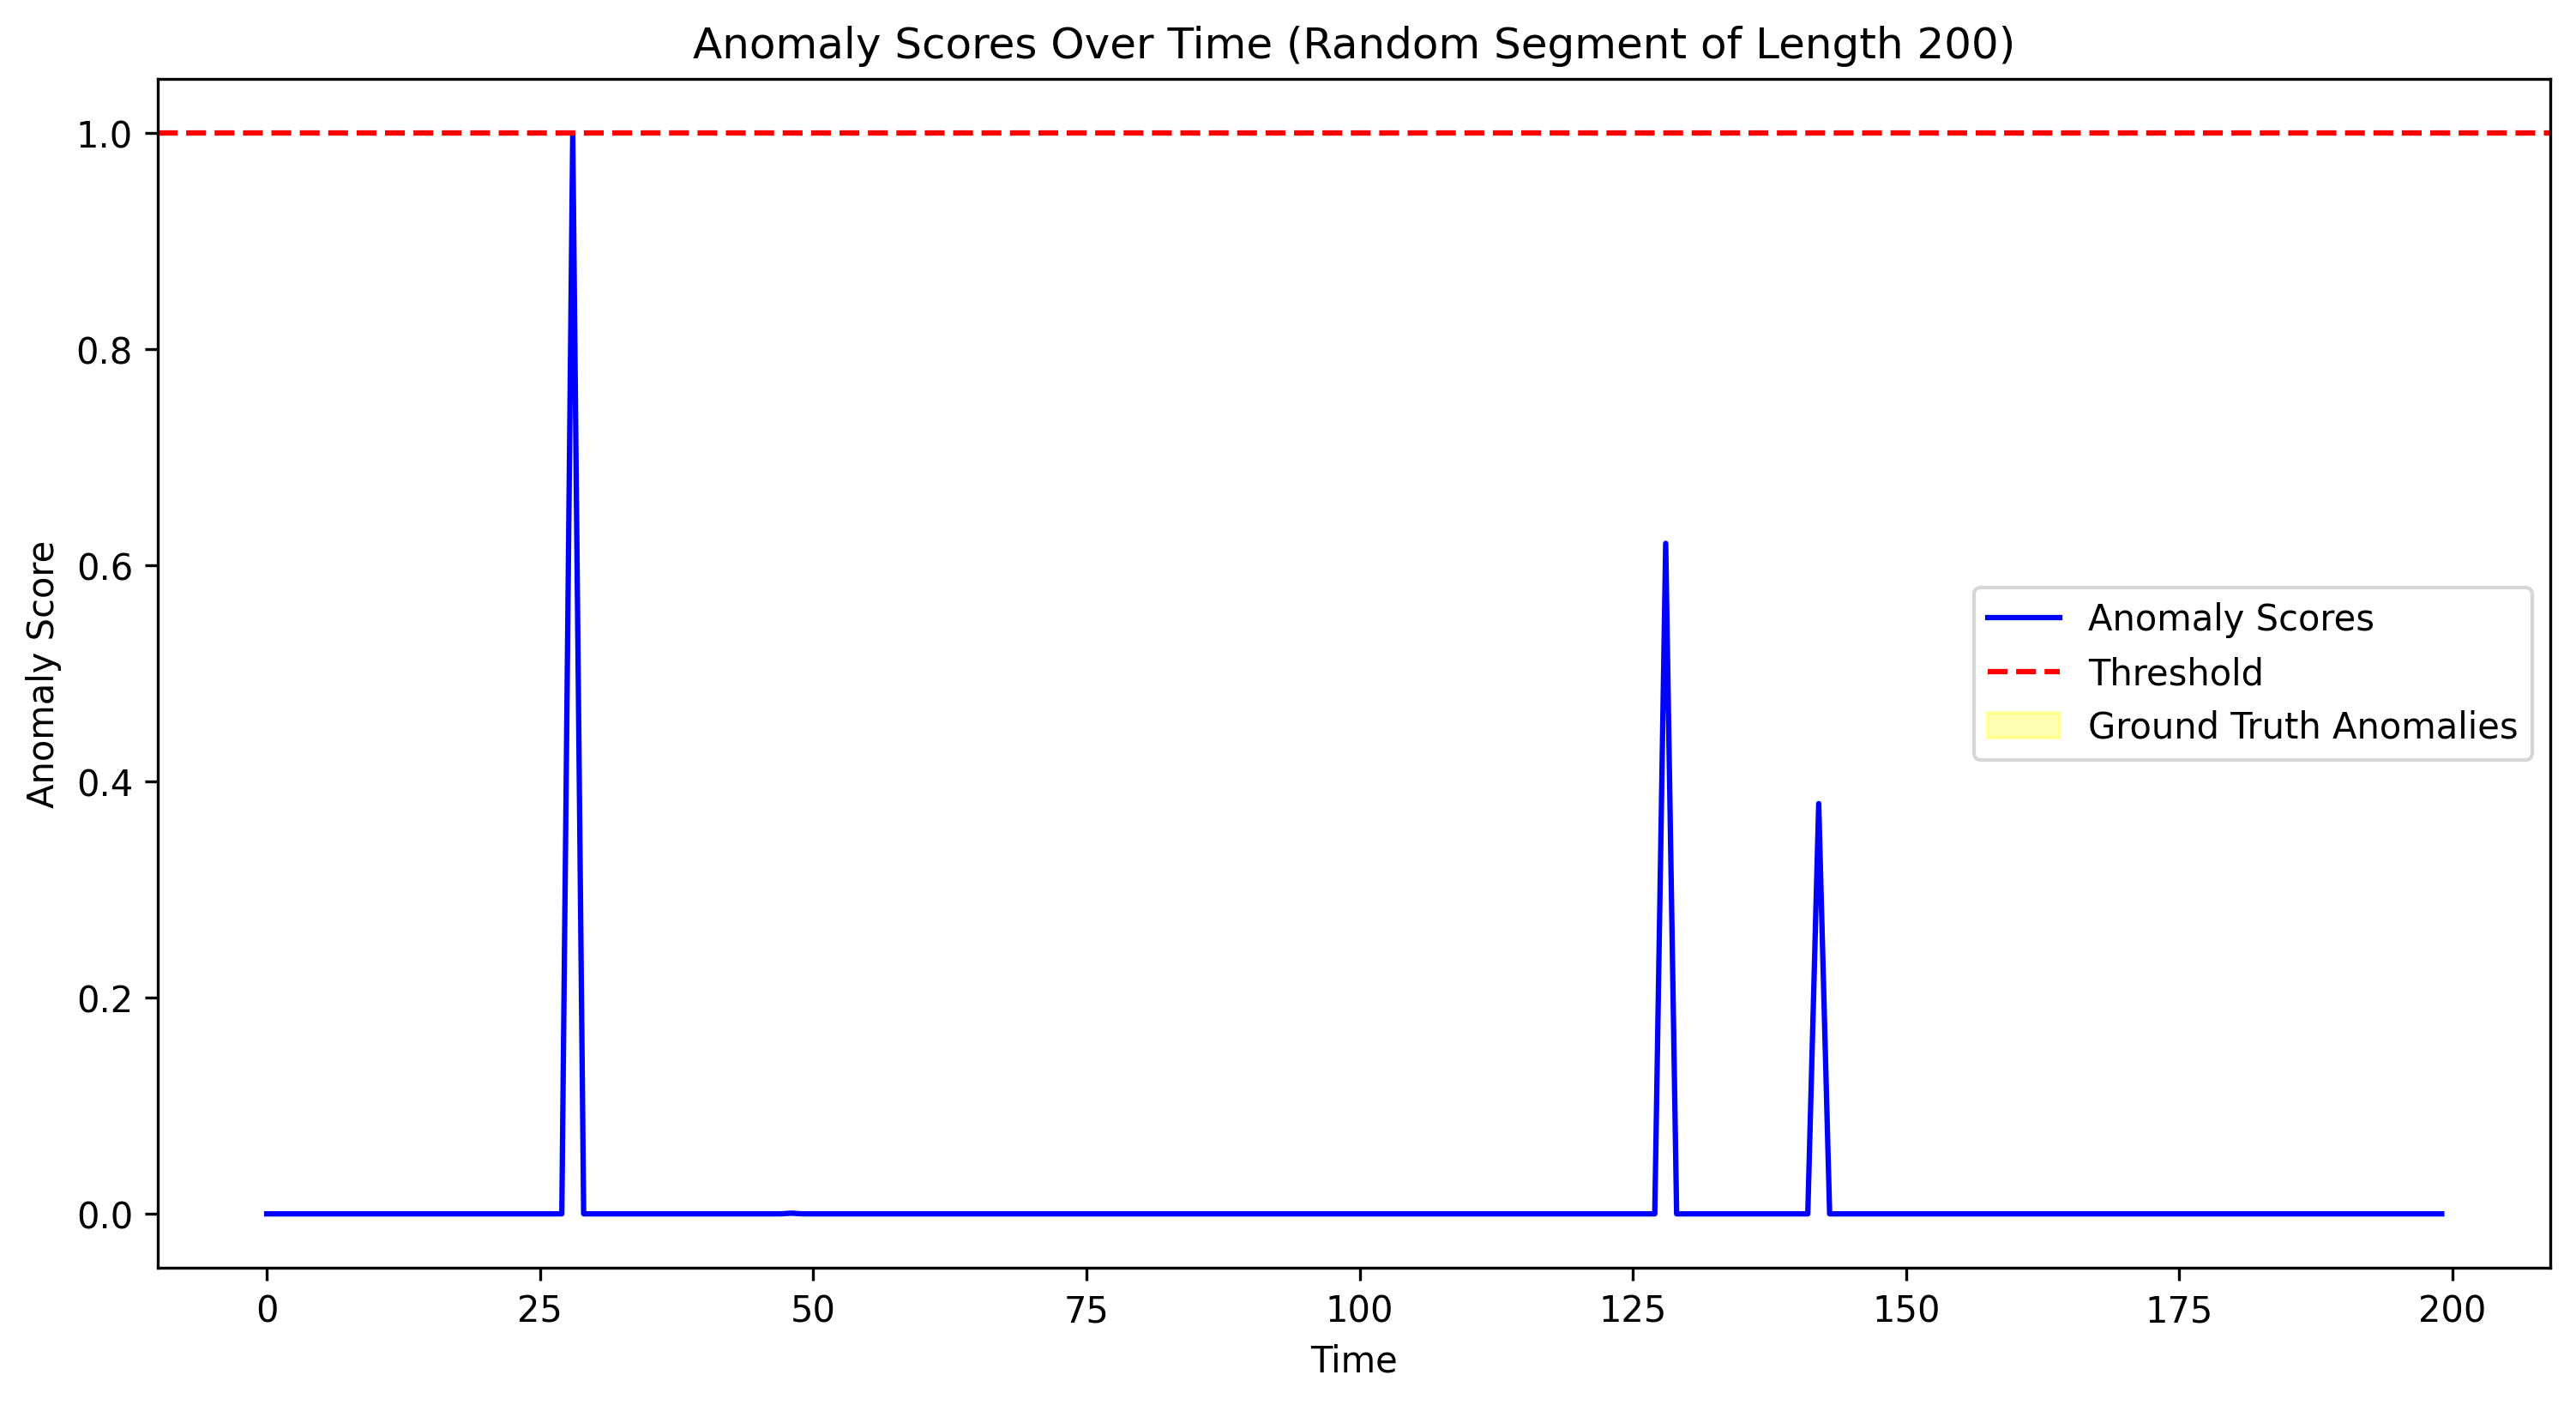 Anomaly Scores Over Time (Random Segment of Length 200)
Anomaly Score
1.0
0.8
0.6
0.4
0.2
0.0
Anomaly Scores
Threshold
Ground Truth Anomalies
0 25 50 75 100 125 150 175 200
Time